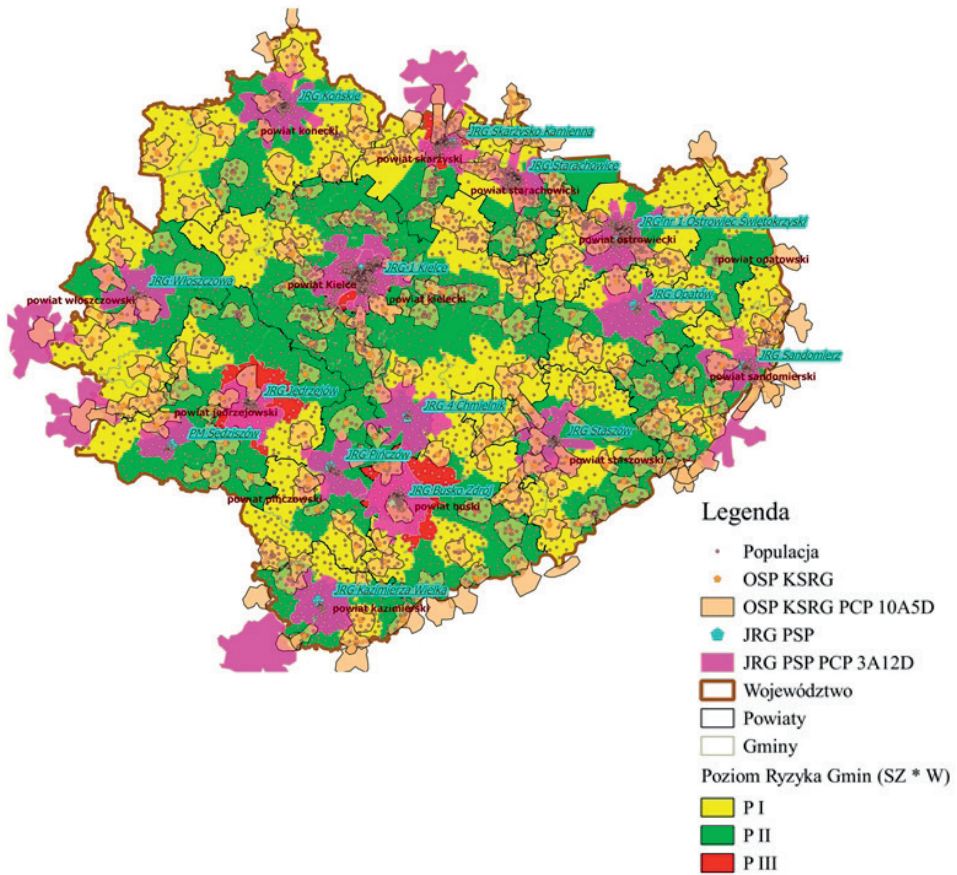 JRG Końskie
powiat konecki
JRG Skarżysko Kamienna
powiat skarżyski
JRG Starachowice
powiat starachowicki
JRG nr 1 Ostrowiec Świętokrzyski
powiat ostrowiecki
powiat opatowski
JRG 1 Kielce
JRG Włoszczowa
powiat Kielce
powiat kielecki
powiat włoszczowski
JRG Opatów
JRG Sandomierz
powiat sandomierski
JRG Jędrzejów
powiat jędrzejowski
JRG 4 Chmielnik
PM Sędziszów
JRG Staszów
JRG Pińczów
powiat staszowski
powiat pińczowski
JRG Busko Zdrój
powiat buski
JRG Kazimierza Wielka
powiat kazimierski
Legenda
Populacja
OSP KSRG
OSP KSRG PCP 10A5D
JRG PSP
JRG PSP PCP 3A12D
Województwo
Powiaty
Gminy
Poziom Ryzyka Gmin (SZ * W)
P I
P II
P III